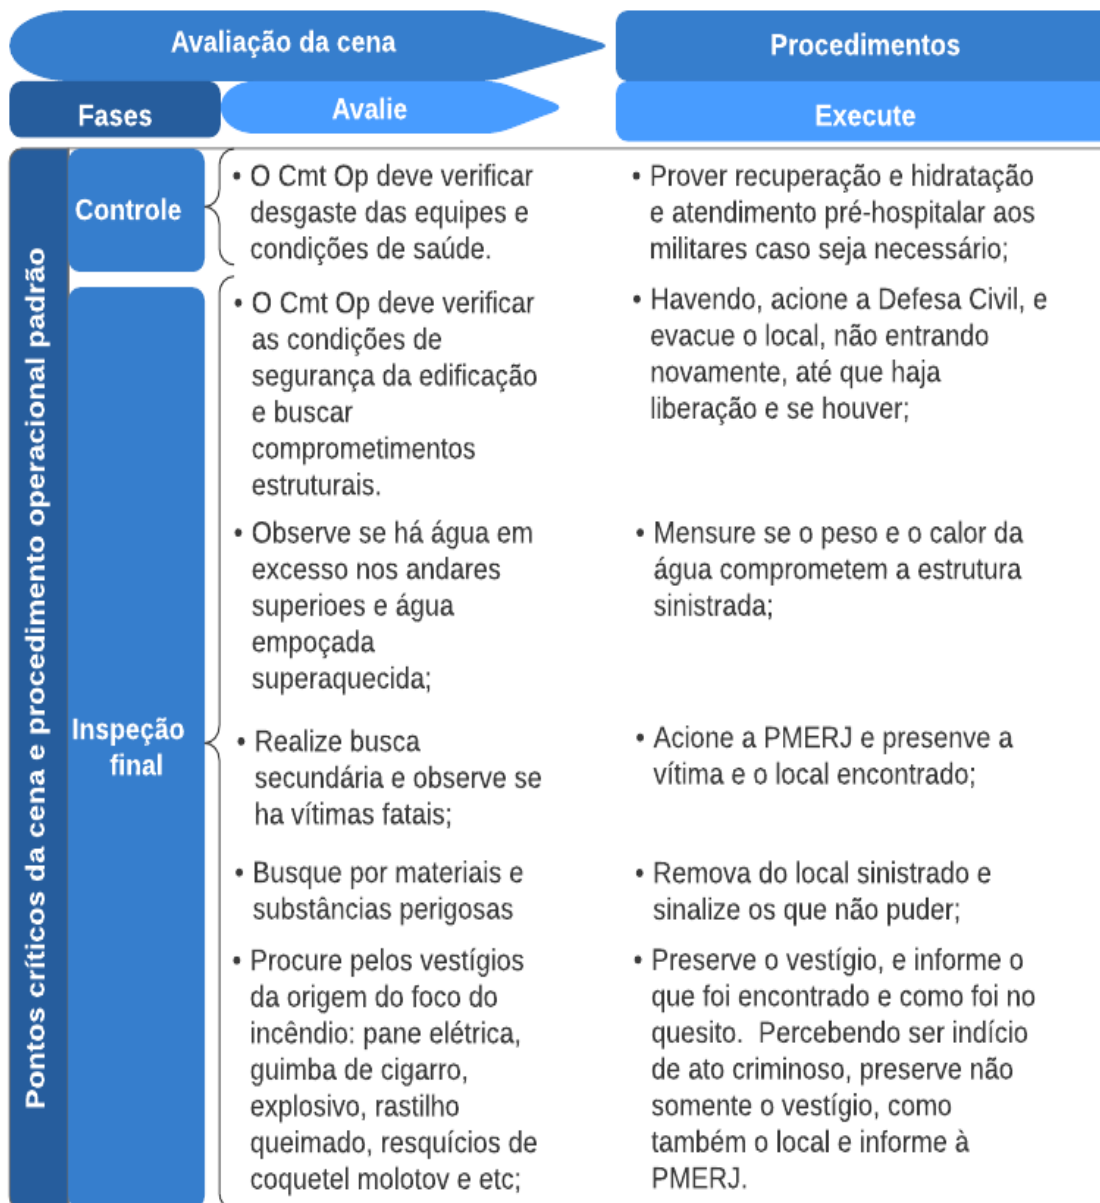 Avaliação da cena
Procedimentos
Fases
Avalie
Execute
Pontos críticos da cena e procedimento operacional padrão
Controle
• O Cmt Op deve verificar
desgaste das equipes e
condições de saúde.
• Prover recuperação e hidratação
e atendimento pré-hospitalar aos
militares caso seja necessário;
Inspeção
final
• O Cmt Op deve verificar
as condições de
segurança da edificação
e buscar
comprometimentos
estruturais.
• Havendo, acione a Defesa Civil, e
evacue o local, não entrando
novamente, até que haja
liberação e se houver;
• Observe se há água em
excesso nos andares
superioes e água
empoçada
superaquecida;
• Mensure se o peso e o calor da
água comprometem a estrutura
sinistrada;
• Realize busca
secundária e observe se
ha vítimas fatais;
• Acione a PMERJ e presenve a
vítima e o local encontrado;
• Busque por materiais e
substâncias perigosas
• Remova do local sinistrado e
sinalize os que não puder;
• Procure pelos vestígios
da origem do foco do
incêndio: pane elétrica,
guimba de cigarro,
explosivo, rastilho
queimado, resquícios de
coquetel molotov e etc;
• Preserve o vestígio, e informe o
que foi encontrado e como foi no
quesito.  Percebendo ser indício
de ato criminoso, preserve não
somente o vestígio, como
também o local e informe à
PMERJ.